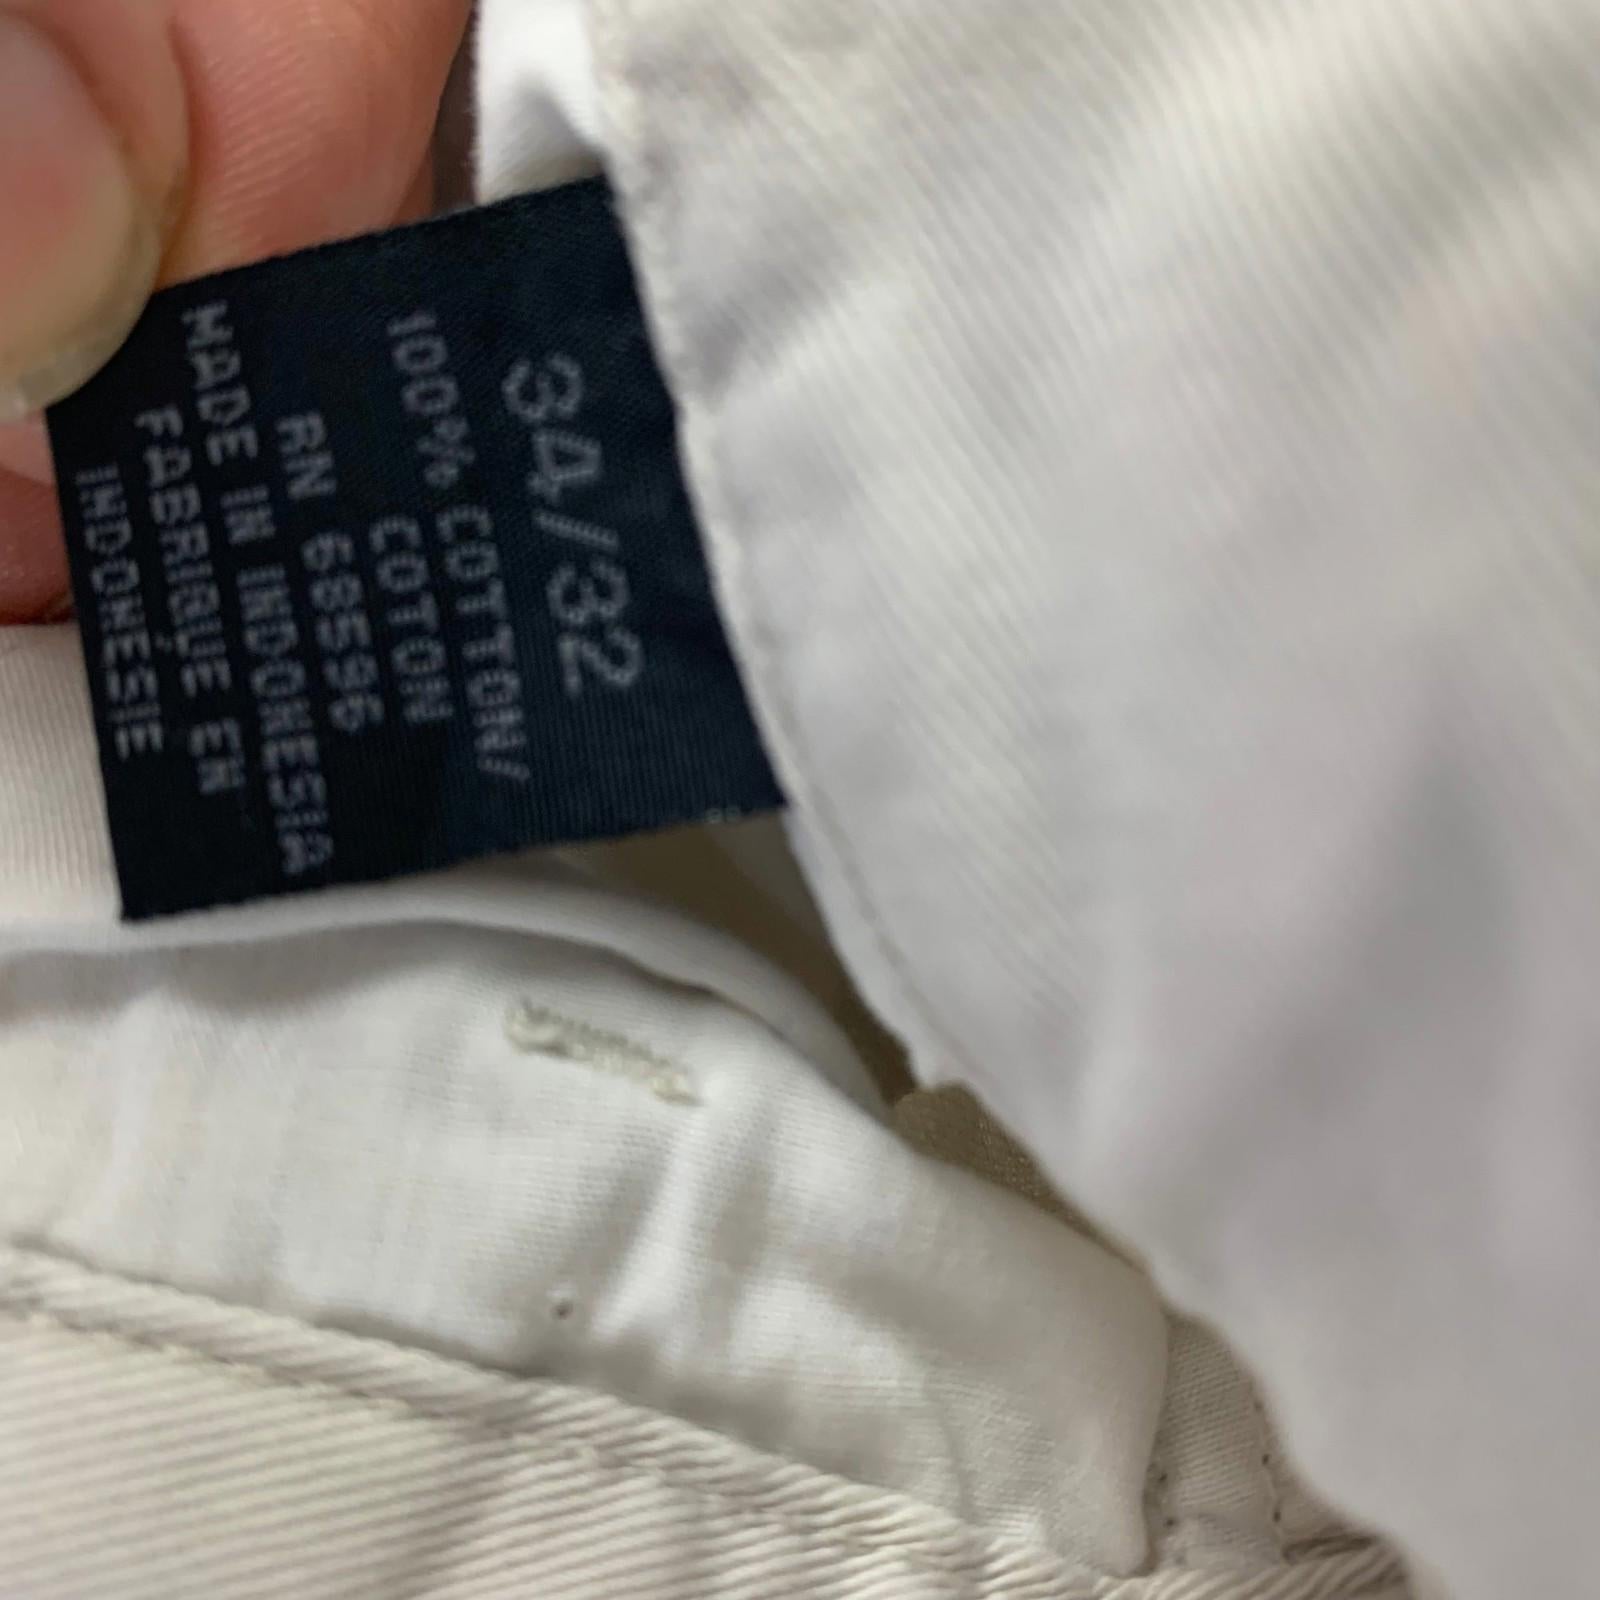 34/32
100% COTTON/
COTON
RN 68596
MADE IN INDONESIA
FABRIQUE EN
INDONESIE